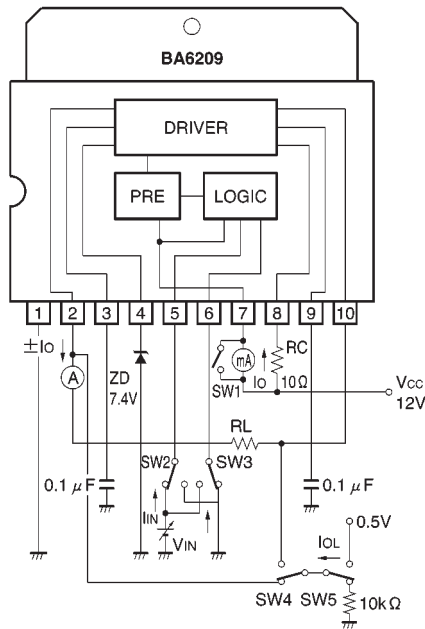 BA6209
DRIVER
PRE
LOGIC
1 2 3 4 5 6 7 8 9 10
±IO
A
ZD
7.4V
SW1
mA
IO
RC
10Ω
VCC
12V
RL
SW2
SW3
0.1 μF
0.1 μF
IIN
VIN
0.5V
IOL
SW4
SW5
10kΩ